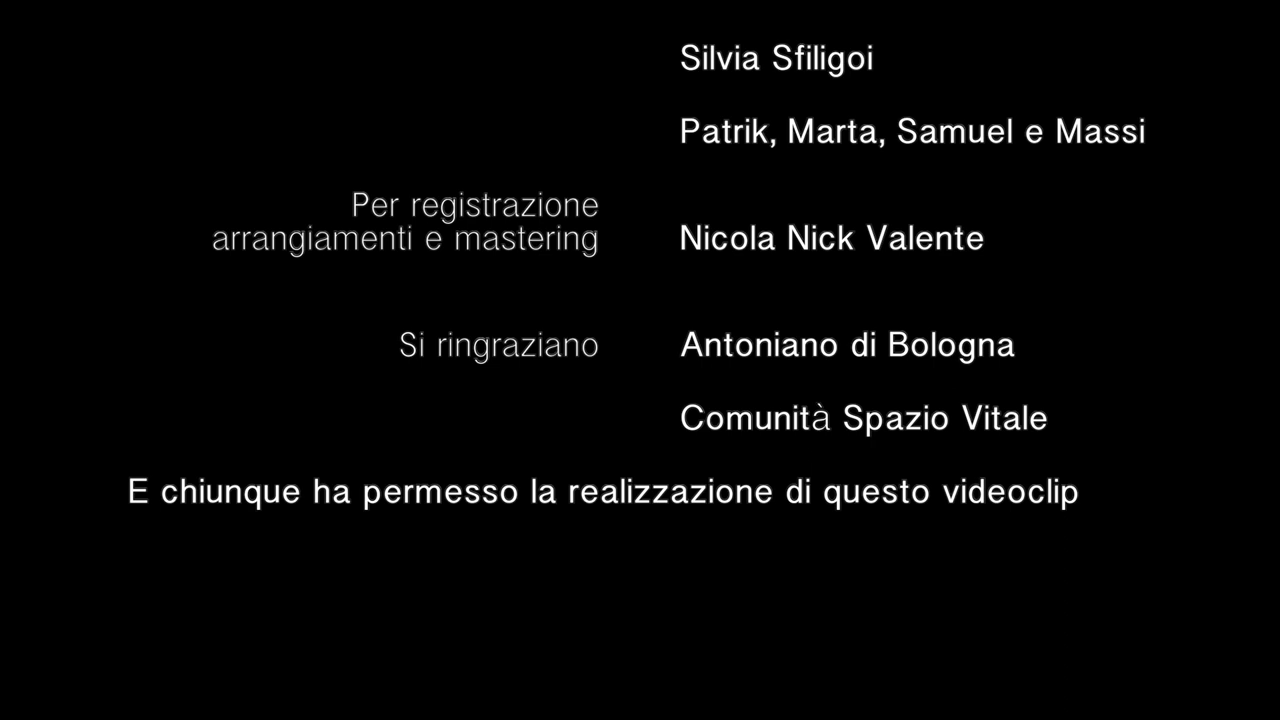 Silvia Sfiligoi
Patrik, Marta, Samuel e Massi
Per registrazione
arrangiamenti e mastering
Nicola Nick Valente
Si ringraziano
Antoniano di Bologna
Comunità Spazio Vitale
E chiunque ha permesso la realizzazione di questo videoclip